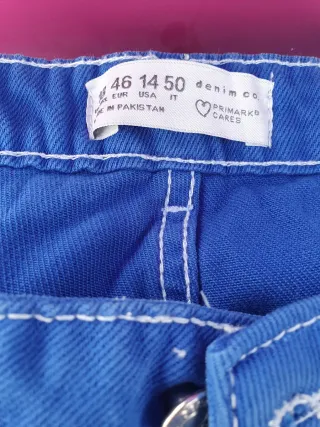 46 14 50 denim co
EUR USA IT
IN PAKISTAN PRIMARK
CARES